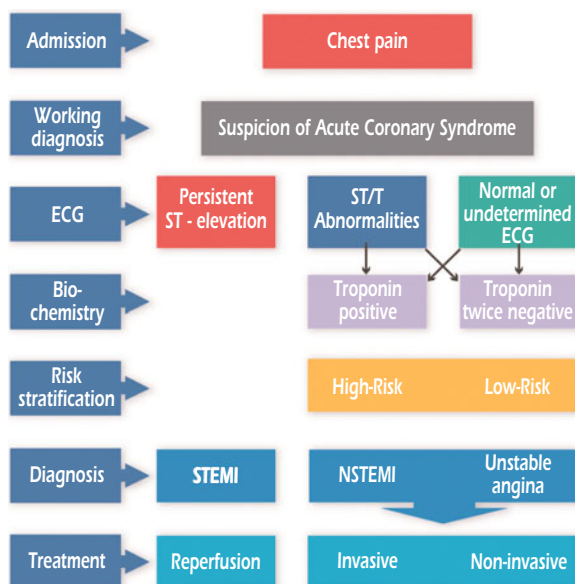 Admission
Chest pain
Working
diagnosis
Suspicion of Acute Coronary Syndrome
ECG
Persistent
ST - elevation
ST/T
Abnormalities
Normal or
undetermined
ECG
Bio-
chemistry
Troponin
positive
Troponin
twice negative
Risk
stratification
High-Risk
Low-Risk
Diagnosis
STEMI
NSTEMI
Unstable
angina
Treatment
Reperfusion
Invasive
Non-invasive